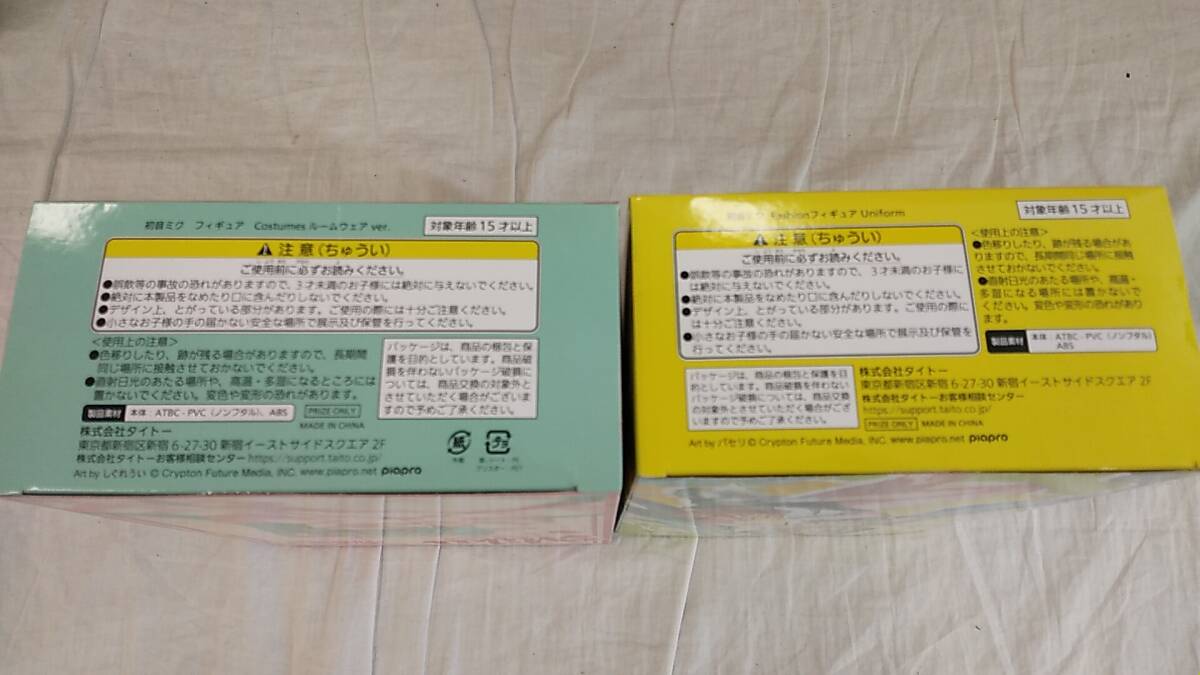 初音ミク フィギュア Costumes ルームウェア ver.
対象年齢15才以上
注意(ちゅうい)
ご使用前に必ずお読みください。
●誤飲等の事故の恐れがありますので、3才未満のお子様には絶対に与えないでください。
●絶対に本製品をなめたり口に含んだりしないでください。
●デザイン上、とがっている部分があります。ご使用の際には十分ご注意ください。
●小さなお子様の手の届かない安全な場所で展示及び保管を行ってください。
<使用上の注意>
●色移りしたり、跡が残る場合がありますので、長期間
同じ場所に接触させておかないでください。
●直射日光のあたる場所や、高温・多湿になるところには
置かないでください。変色や変形の恐れがあります。
製品素材 本体:ATBC-PVC(ノンフタル)、ABS
PRIZE ONLY
MADE IN CHINA
パッケージは、商品の梱包と保護
を目的としています。商品破
損を伴わないパッケージ破損に
ついては、商品交換の対象外と
させていただく場合がございま
すので予めご了承ください。
株式会社タイトー
東京都新宿区新宿 6-27-30 新宿イーストサイドスクエア 2F
株式会社タイトーお客様相談センター https://support.taito.co.jp/
Art by しぐれうい © Crypton Future Media, INC. www.piapro.net piapro
紙
プラ
初音ミク Fashionフィギュア Uniform
対象年齢15才以上
注意(ちゅうい)
ご使用前に必ずお読みください。
●誤飲等の事故の恐れがありますので、3才未満のお子様に
は絶対に与えないでください。
●絶対に本製品をなめたり口に含んだりしないでください。
●デザイン上、とがっている部分があります。ご使用の際に
は十分ご注意ください。
●小さなお子様の手の届かない安全な場所で展示及び保管
を行ってください。
<使用上の注意>
●色移りしたり、跡が残る場合があ
りますので、長期間同じ場所に接触
させておかないでください。
●直射日光のあたる場所や、高温・
多湿になる場所には置かないで
ください。変色や変形の恐れがあり
ます。
製品素材 本体:ATBC-PVC(ノンフタル)
ABS
パッケージは、商品の梱包と保護を目
的としています。商品破損を伴わない
パッケージ破損については、商品交換
の対象外とさせていただく場合がござ
いますので予めご了承ください。
株式会社タイトー
東京都新宿区新宿 6-27-30 新宿イーストサイドスクエア 2F
株式会社タイトーお客様相談センター
https://support.taito.co.jp/
PRIZE ONLY MADE IN CHINA
Art by パセリ © Crypton Future Media, INC. www.piapro.net piapro